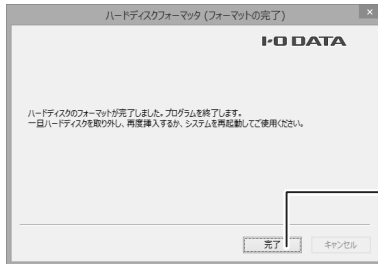 ハードディスクフォーマッタ (フォーマットの完了)
×
I-O DATA
ハードディスクのフォーマットが完了しました。プログラムを終了します。
一旦ハードディスクを取り外し、再度挿入するか、システムを再起動してご使用ください。
完了
キャンセル